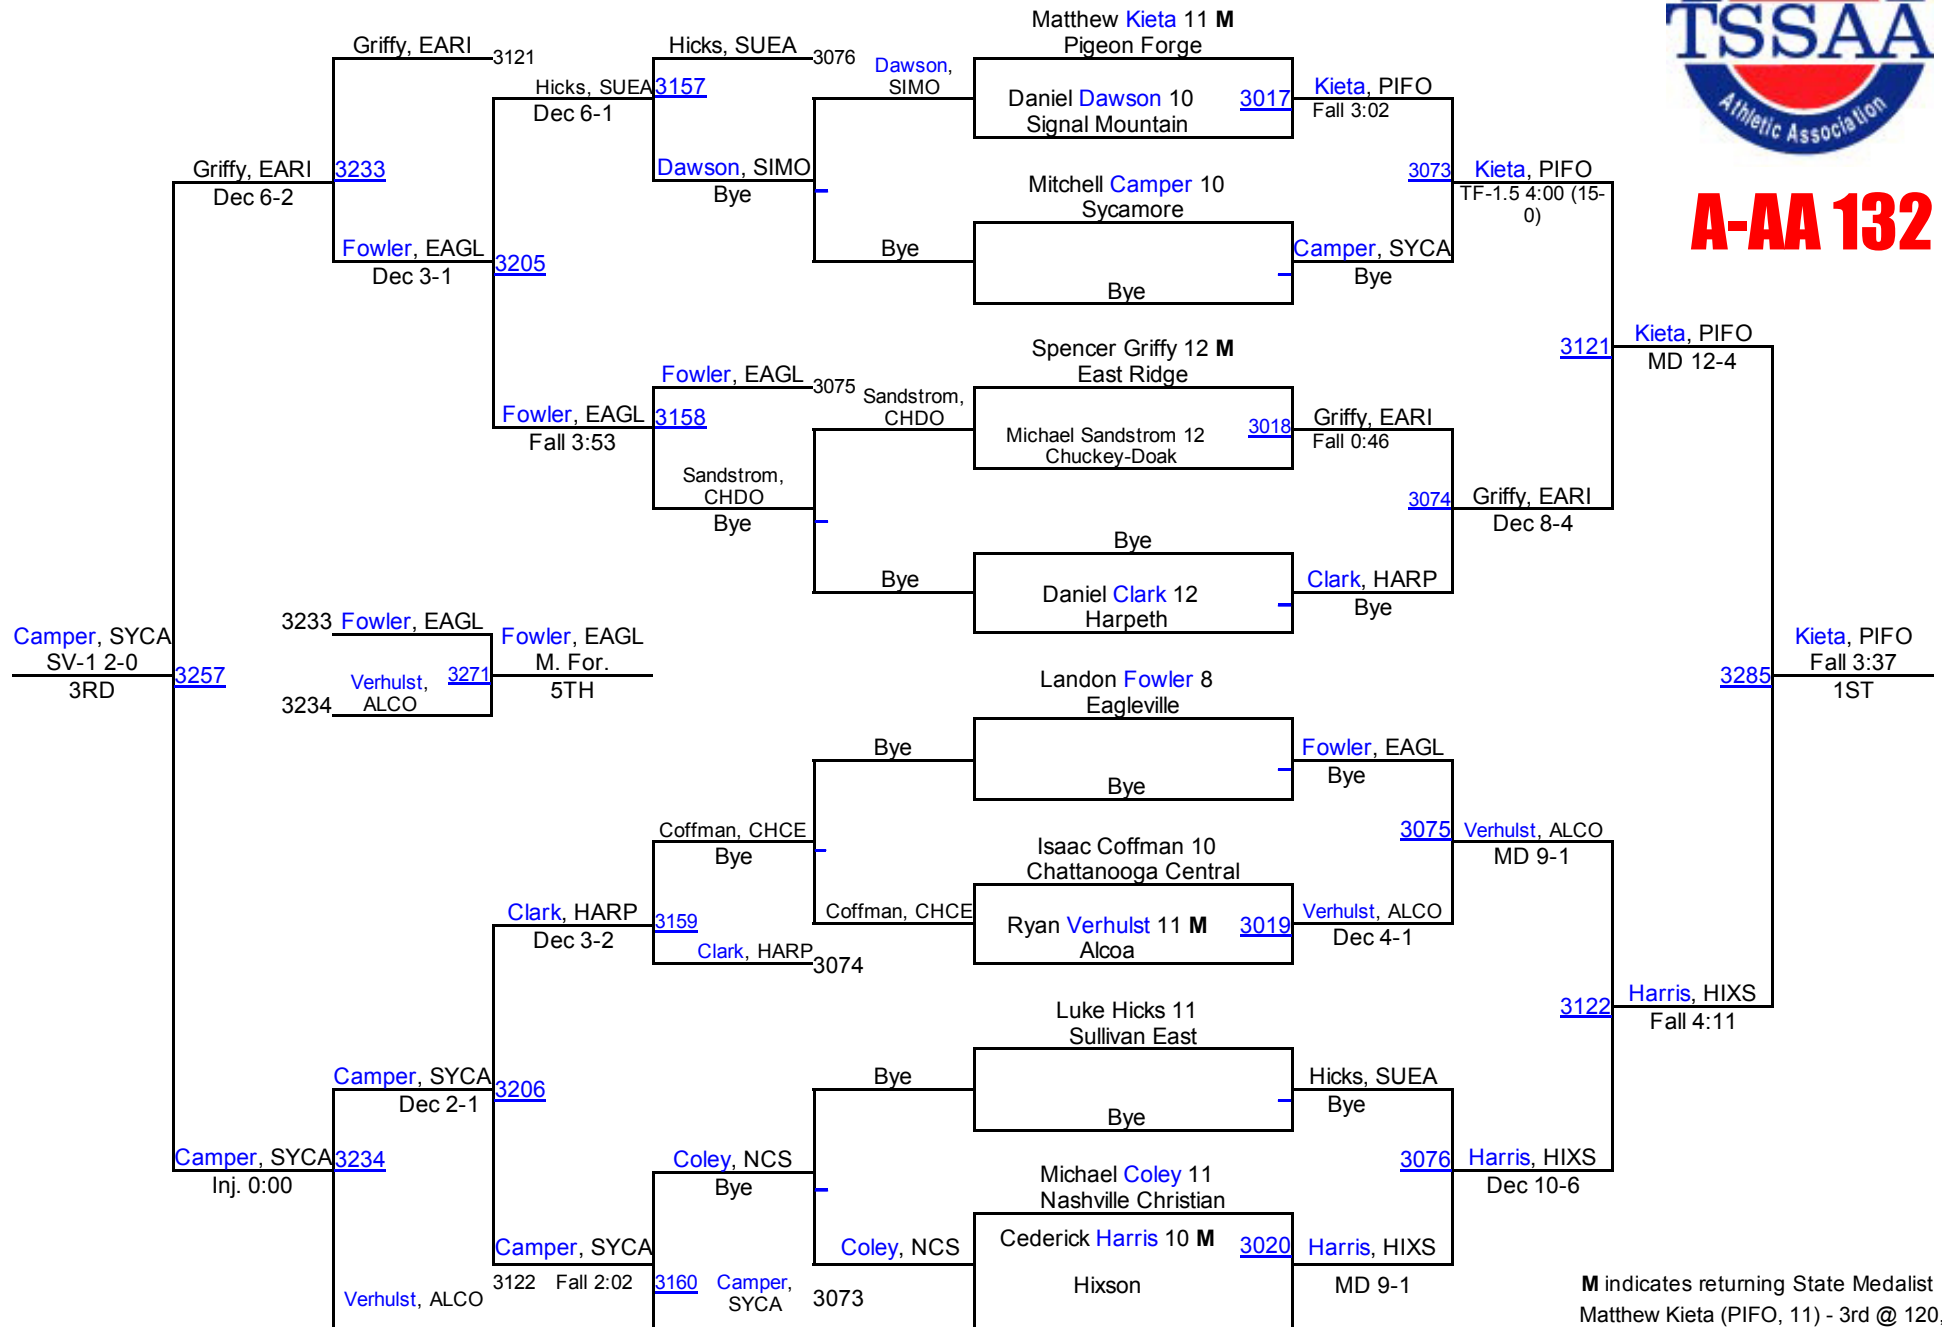 TSSAA
Athletic Association
A-AA 132
Griffy, EARI
3121
Hicks, SUEA
3076
Dawson,
SIMO
Matthew Kieta 11 M
Pigeon Forge
Hicks, SUEA
3157
Dec 6-1
Daniel Dawson 10
Signal Mountain
3017
Kieta, PIFO
Fall 3:02
Griffy, EARI
3233
Dec 6-2
Dawson, SIMO
Bye
Mitchell Camper 10
Sycamore
3073
Kieta, PIFO
TF-1.5 4:00 (15-
0)
Fowler, EAGL
Dec 3-1
3205
Bye
Bye
Camper, SYCA
Bye
Spencer Griffy 12 M
East Ridge
3121
Kieta, PIFO
MD 12-4
Fowler, EAGL
3075
Sandstrom,
CHDO
Fowler, EAGL
3158
Fall 3:53
Michael Sandstrom 12
Chuckey-Doak
3018
Griffy, EARI
Fall 0:46
Sandstrom,
CHDO
Bye
3074
Griffy, EARI
Dec 8-4
Bye
Bye
Daniel Clark 12
Harpeth
Clark, HARP
Bye
3233
Fowler, EAGL
Camper, SYCA
SV-1 2-0
3RD
3257
Verhulst,
ALCO
3271
Fowler, EAGL
M. For.
5TH
3234
Landon Fowler 8
Eagleville
3285
Kieta, PIFO
Fall 3:37
1ST
Bye
Bye
Fowler, EAGL
Bye
Coffman, CHCE
Bye
Isaac Coffman 10
Chattanooga Central
3075
Verhulst, ALCO
MD 9-1
Clark, HARP
Dec 3-2
3159
Coffman, CHCE
Ryan Verhulst 11 M
Alcoa
3019
Verhulst, ALCO
Dec 4-1
Clark, HARP
3074
Luke Hicks 11
Sullivan East
3122
Harris, HIXS
Fall 4:11
Camper, SYCA
Dec 2-1
3206
Bye
Bye
Hicks, SUEA
Bye
Camper, SYCA
3234
Inj. 0:00
Coley, NCS
Bye
Michael Coley 11
Nashville Christian
3076
Harris, HIXS
Dec 10-6
Camper, SYCA
3122
Fall 2:02
Coley, NCS
Cederick Harris 10 M
Hixson
3020
Harris, HIXS
MD 9-1
Verhulst, ALCO
3160
Camper,
SYCA
3073
M indicates returning State Medalist
Matthew Kieta (PIFO, 11) - 3rd @ 120,